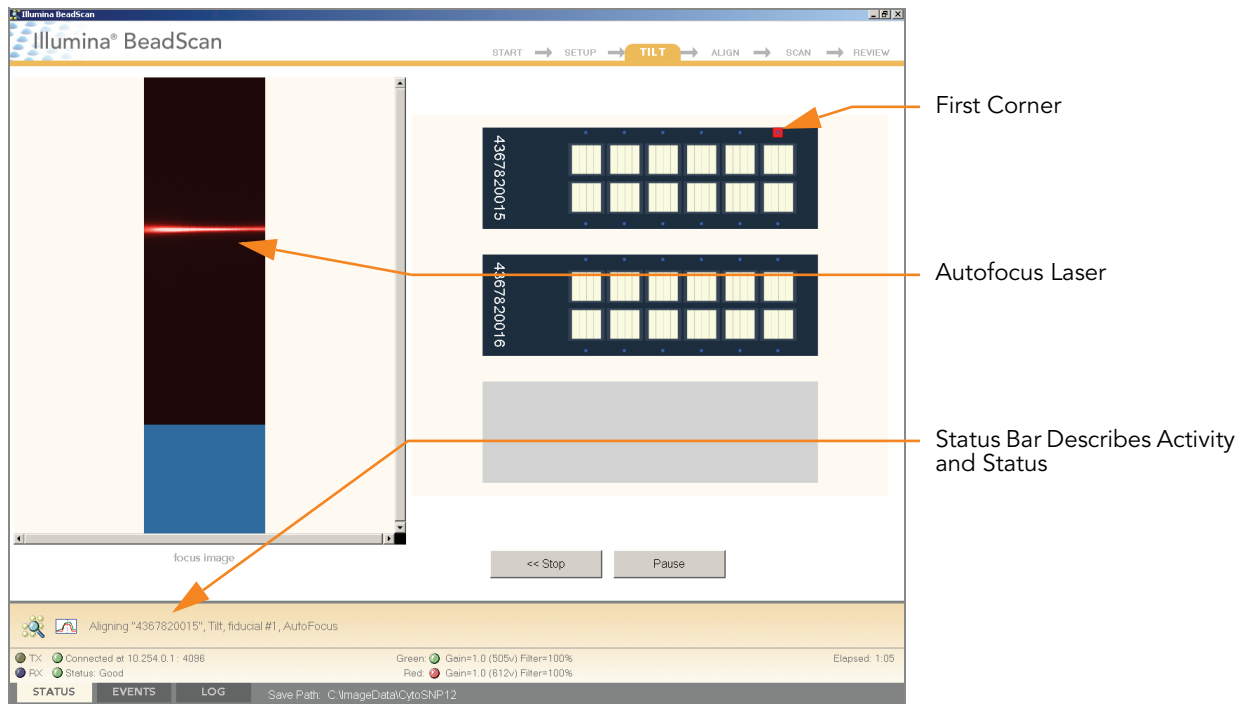 Illumina BeadScan
Illumina® BeadScan
START
SETUP
TILT
ALIGN
SCAN
REVIEW
First Corner
4367820015
Autofocus Laser
4367820016
Status Bar Describes Activity
and Status
focus image
<< Stop
Pause
Aligning "4367820015", Tilt, fiducial #1, AutoFocus
TX Connected at 10.254.0.1 : 4096
Green: Gain=1.0 (505v) Filter=100%
Elapsed: 1:05
RX Status: Good
Red: Gain=1.0 (612v) Filter=100%
STATUS
EVENTS
LOG
Save Path: C:\ImageData\CytoSNP12